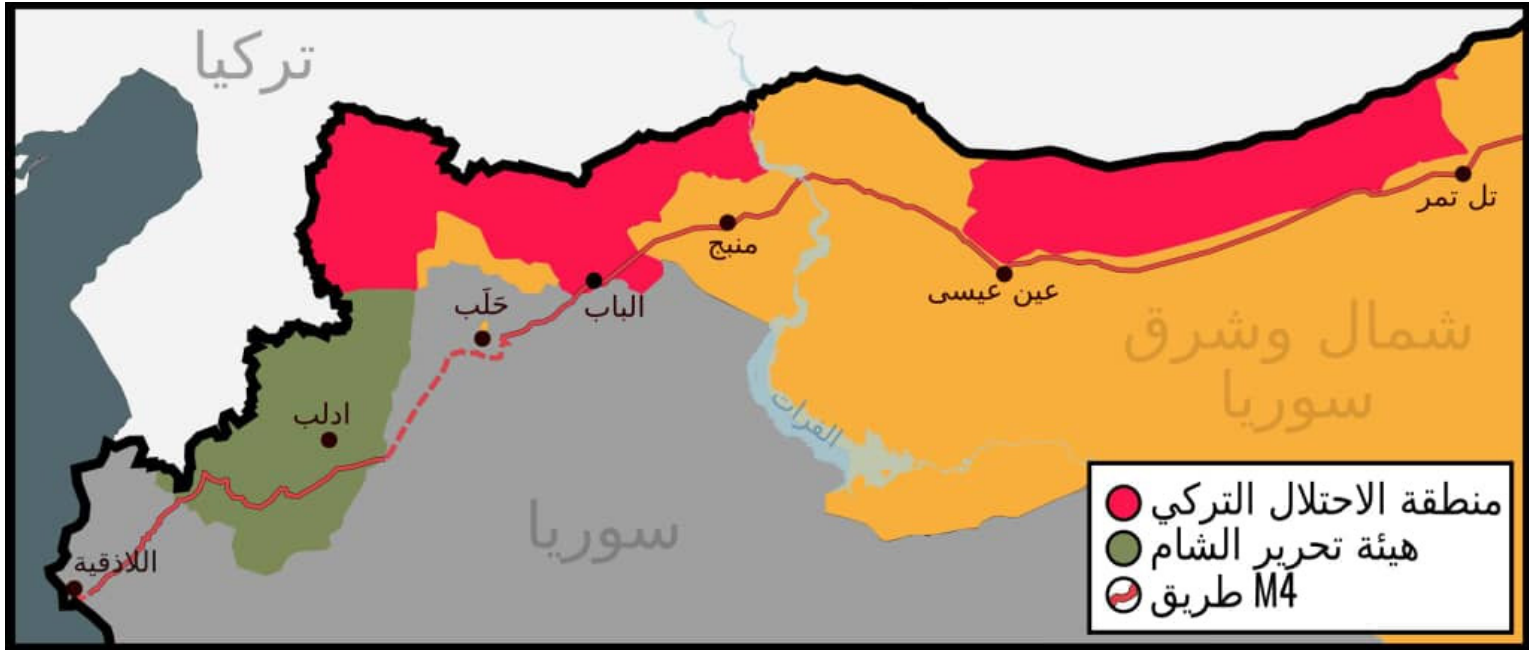 تركيا
تل تمر
منبج
عين عيسى
الباب
حَلَب
شمال وشرق
سوريا
ادلب
الفرات
سوريا
اللاذقية
منطقة الاحتلال التركي
هيئة تحرير الشام
طريق M4